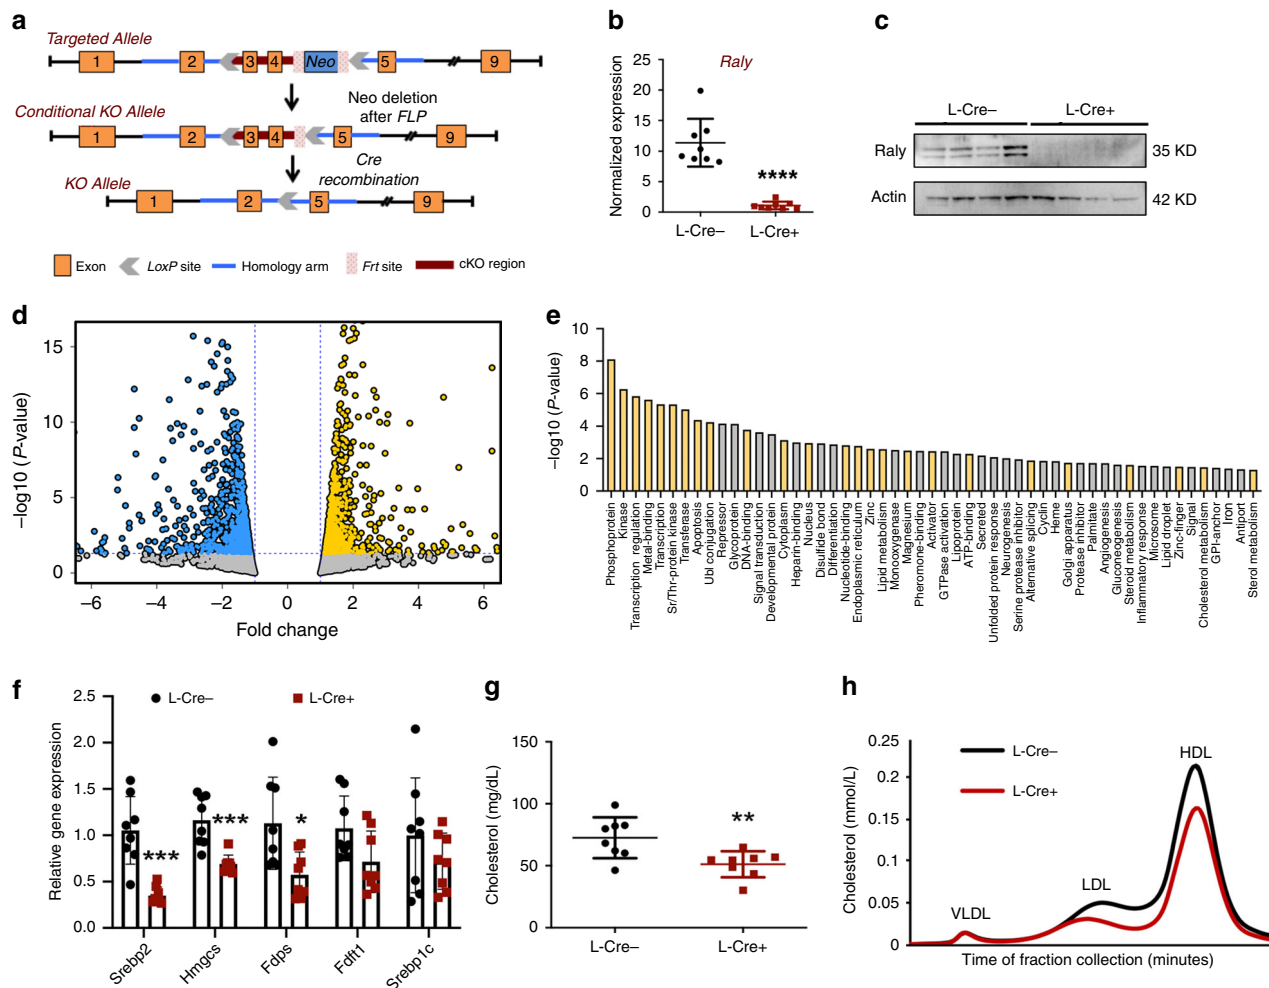 a
Targeted Allele
1 2 3 4 Neo 5 9
Conditional KO Allele
Neo deletion
after FLP
1 2 3 4 5 9
KO Allele
Cre
recombination
1 2 5 9
Exon LoxP site Homology arm Frt site cKO region
b
Raly
Normalized expression
25
20
15
10
5
0
****
L-Cre– L-Cre+
c
L-Cre– L-Cre+
Raly 35 KD
Actin 42 KD
d
–log10 (P-value)
15
10
5
0
–6 –4 –2 0 2 4 6
Fold change
e
–log10 (P-value)
10
8
6
4
2
0
Phosphoprotein
Kinase
Transcription regulation
Metal-binding
Transcription
Sr/Thr-protein kinase
Transferase
Apoptosis
Ubl conjugation
Repressor
Glycoprotein
DNA-binding
Signal transduction
Developmental protein
Cytoplasm
Heparin-binding
Nucleus
Disulfide bond
Differentiation
Nucleotide-binding
Endoplasmic reticulum
Zinc
Lipid metabolism
Monooxygenase
Magnesium
Pheromone-binding
Activator
GTPase activation
Lipoprotein
ATP-binding
Secreted
Unfolded protein response
Neurogenesis
Serine protease inhibitor
Alternative splicing
Cyclin
Heme
Golgi apparatus
Protease inhibitor
Palmitate
Angiogenesis
Gluconeogenesis
Steroid metabolism
Inflammatory response
Microsome
Lipid droplet
Zinc-finger
Signal
Cholesterol metabolism
GPI-anchor
Iron
Antiport
Sterol metabolism
f
Relative gene expression
L-Cre– L-Cre+
2.5
2.0
1.5
1.0
0.5
0.0
*** *** *
Srebp2 Hmgcs Fdps Fdft1 Srebp1c
g
Cholesterol (mg/dL)
150
100
50
0
**
L-Cre– L-Cre+
h
Cholesterol (mmol/L)
0.25
0.2
0.15
0.1
0.05
0
L-Cre–
L-Cre+
VLDL
LDL
HDL
Time of fraction collection (minutes)